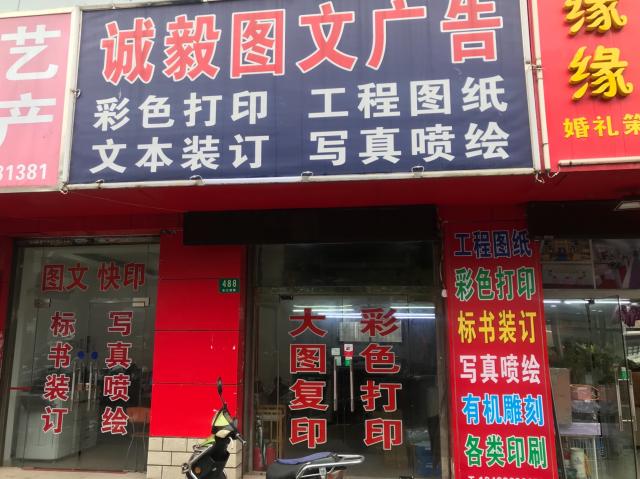 艺
产
31381
诚毅图文广告
彩色打印 工程图纸
文本装订 写真喷绘
缘
缘
婚礼策
图文 快印
标书装订
写真喷绘
488
大图复印
彩色打印
工程图纸
彩色打印
标书装订
写真喷绘
有机雕刻
各类印刷